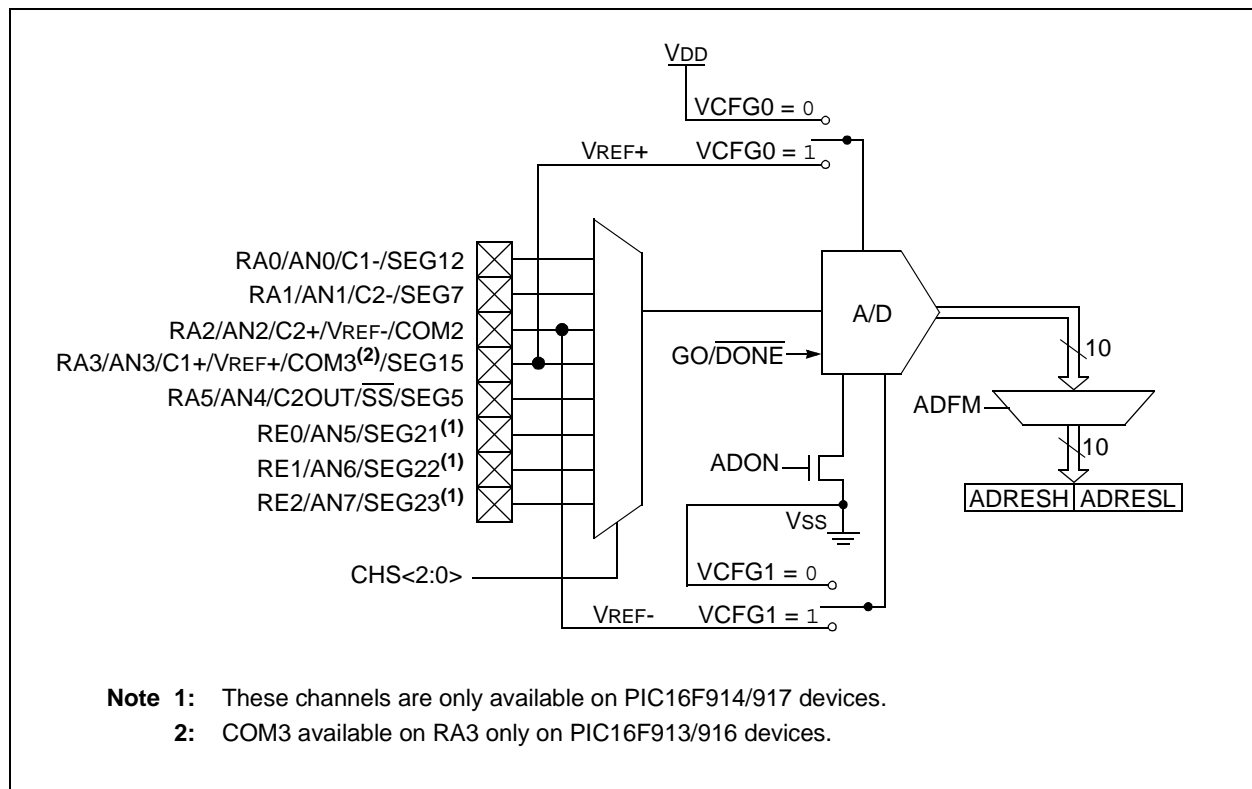 VDD
VCFG0 = 0
VREF+ VCFG0 = 1
RA0/AN0/C1-/SEG12
RA1/AN1/C2-/SEG7
RA2/AN2/C2+/VREF-/COM2
RA3/AN3/C1+/VREF+/COM3(2)/SEG15
RA5/AN4/C2OUT/SS/SEG5
RE0/AN5/SEG21(1)
RE1/AN6/SEG22(1)
RE2/AN7/SEG23(1)
CHS<2:0>
A/D
GO/DONE
10
ADFM
10
ADON
ADRESH ADRESL
VSS
VCFG1 = 0
VREF- VCFG1 = 1
Note 1: These channels are only available on PIC16F914/917 devices.
2: COM3 available on RA3 only on PIC16F913/916 devices.